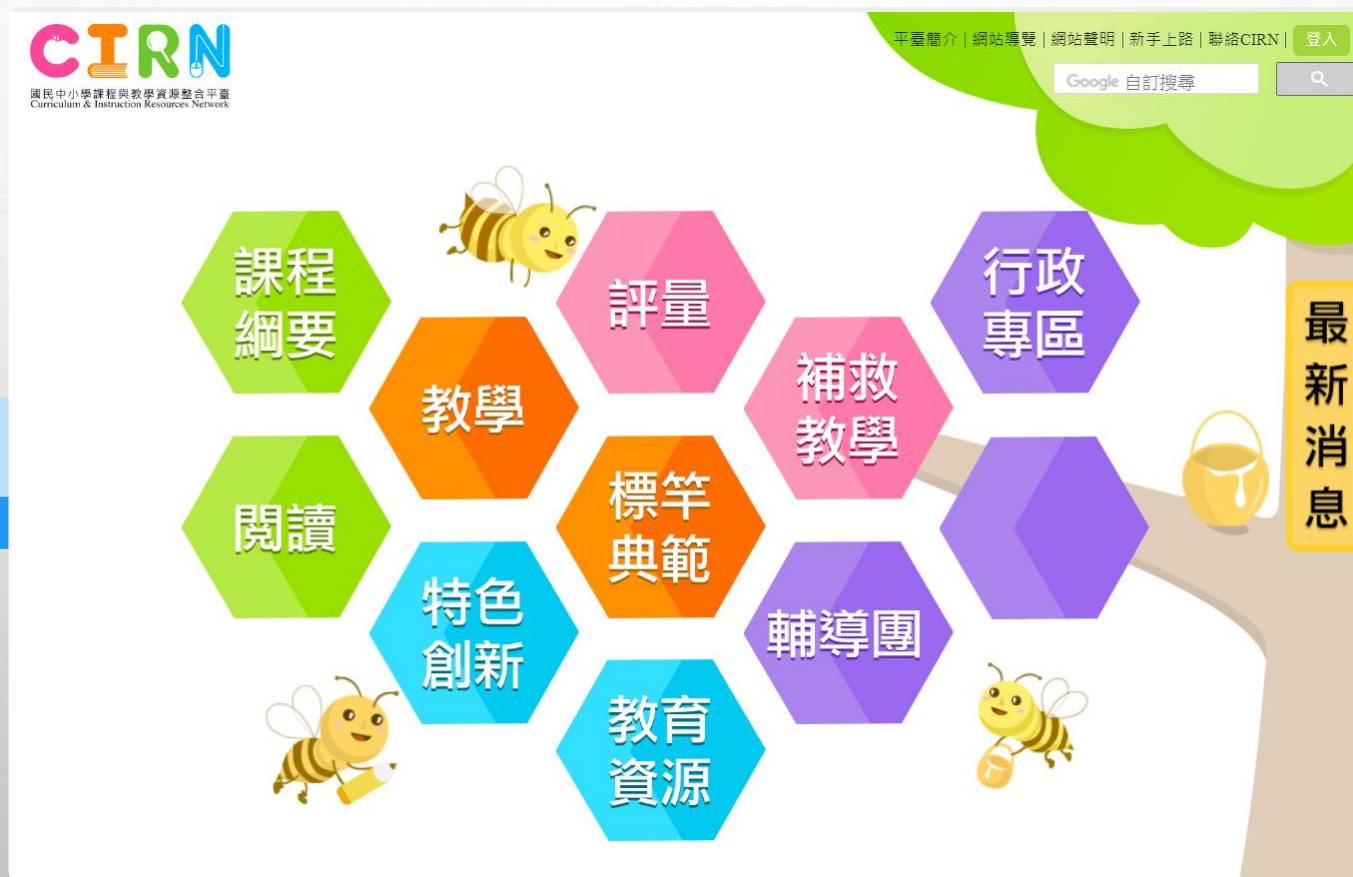 CIRN
國民中小學課程與教學資源整合平臺
Curriculum & Instruction Resources Network
平臺簡介 | 網站導覽 | 網站聲明 | 新手上路 | 聯絡CIRN | 登入
Google 自訂搜尋
課程
綱要
評量
行政
專區
教學
補救
教學
閱讀
標竿
典範
特色
創新
輔導團
教育
資源
最
新
消
息